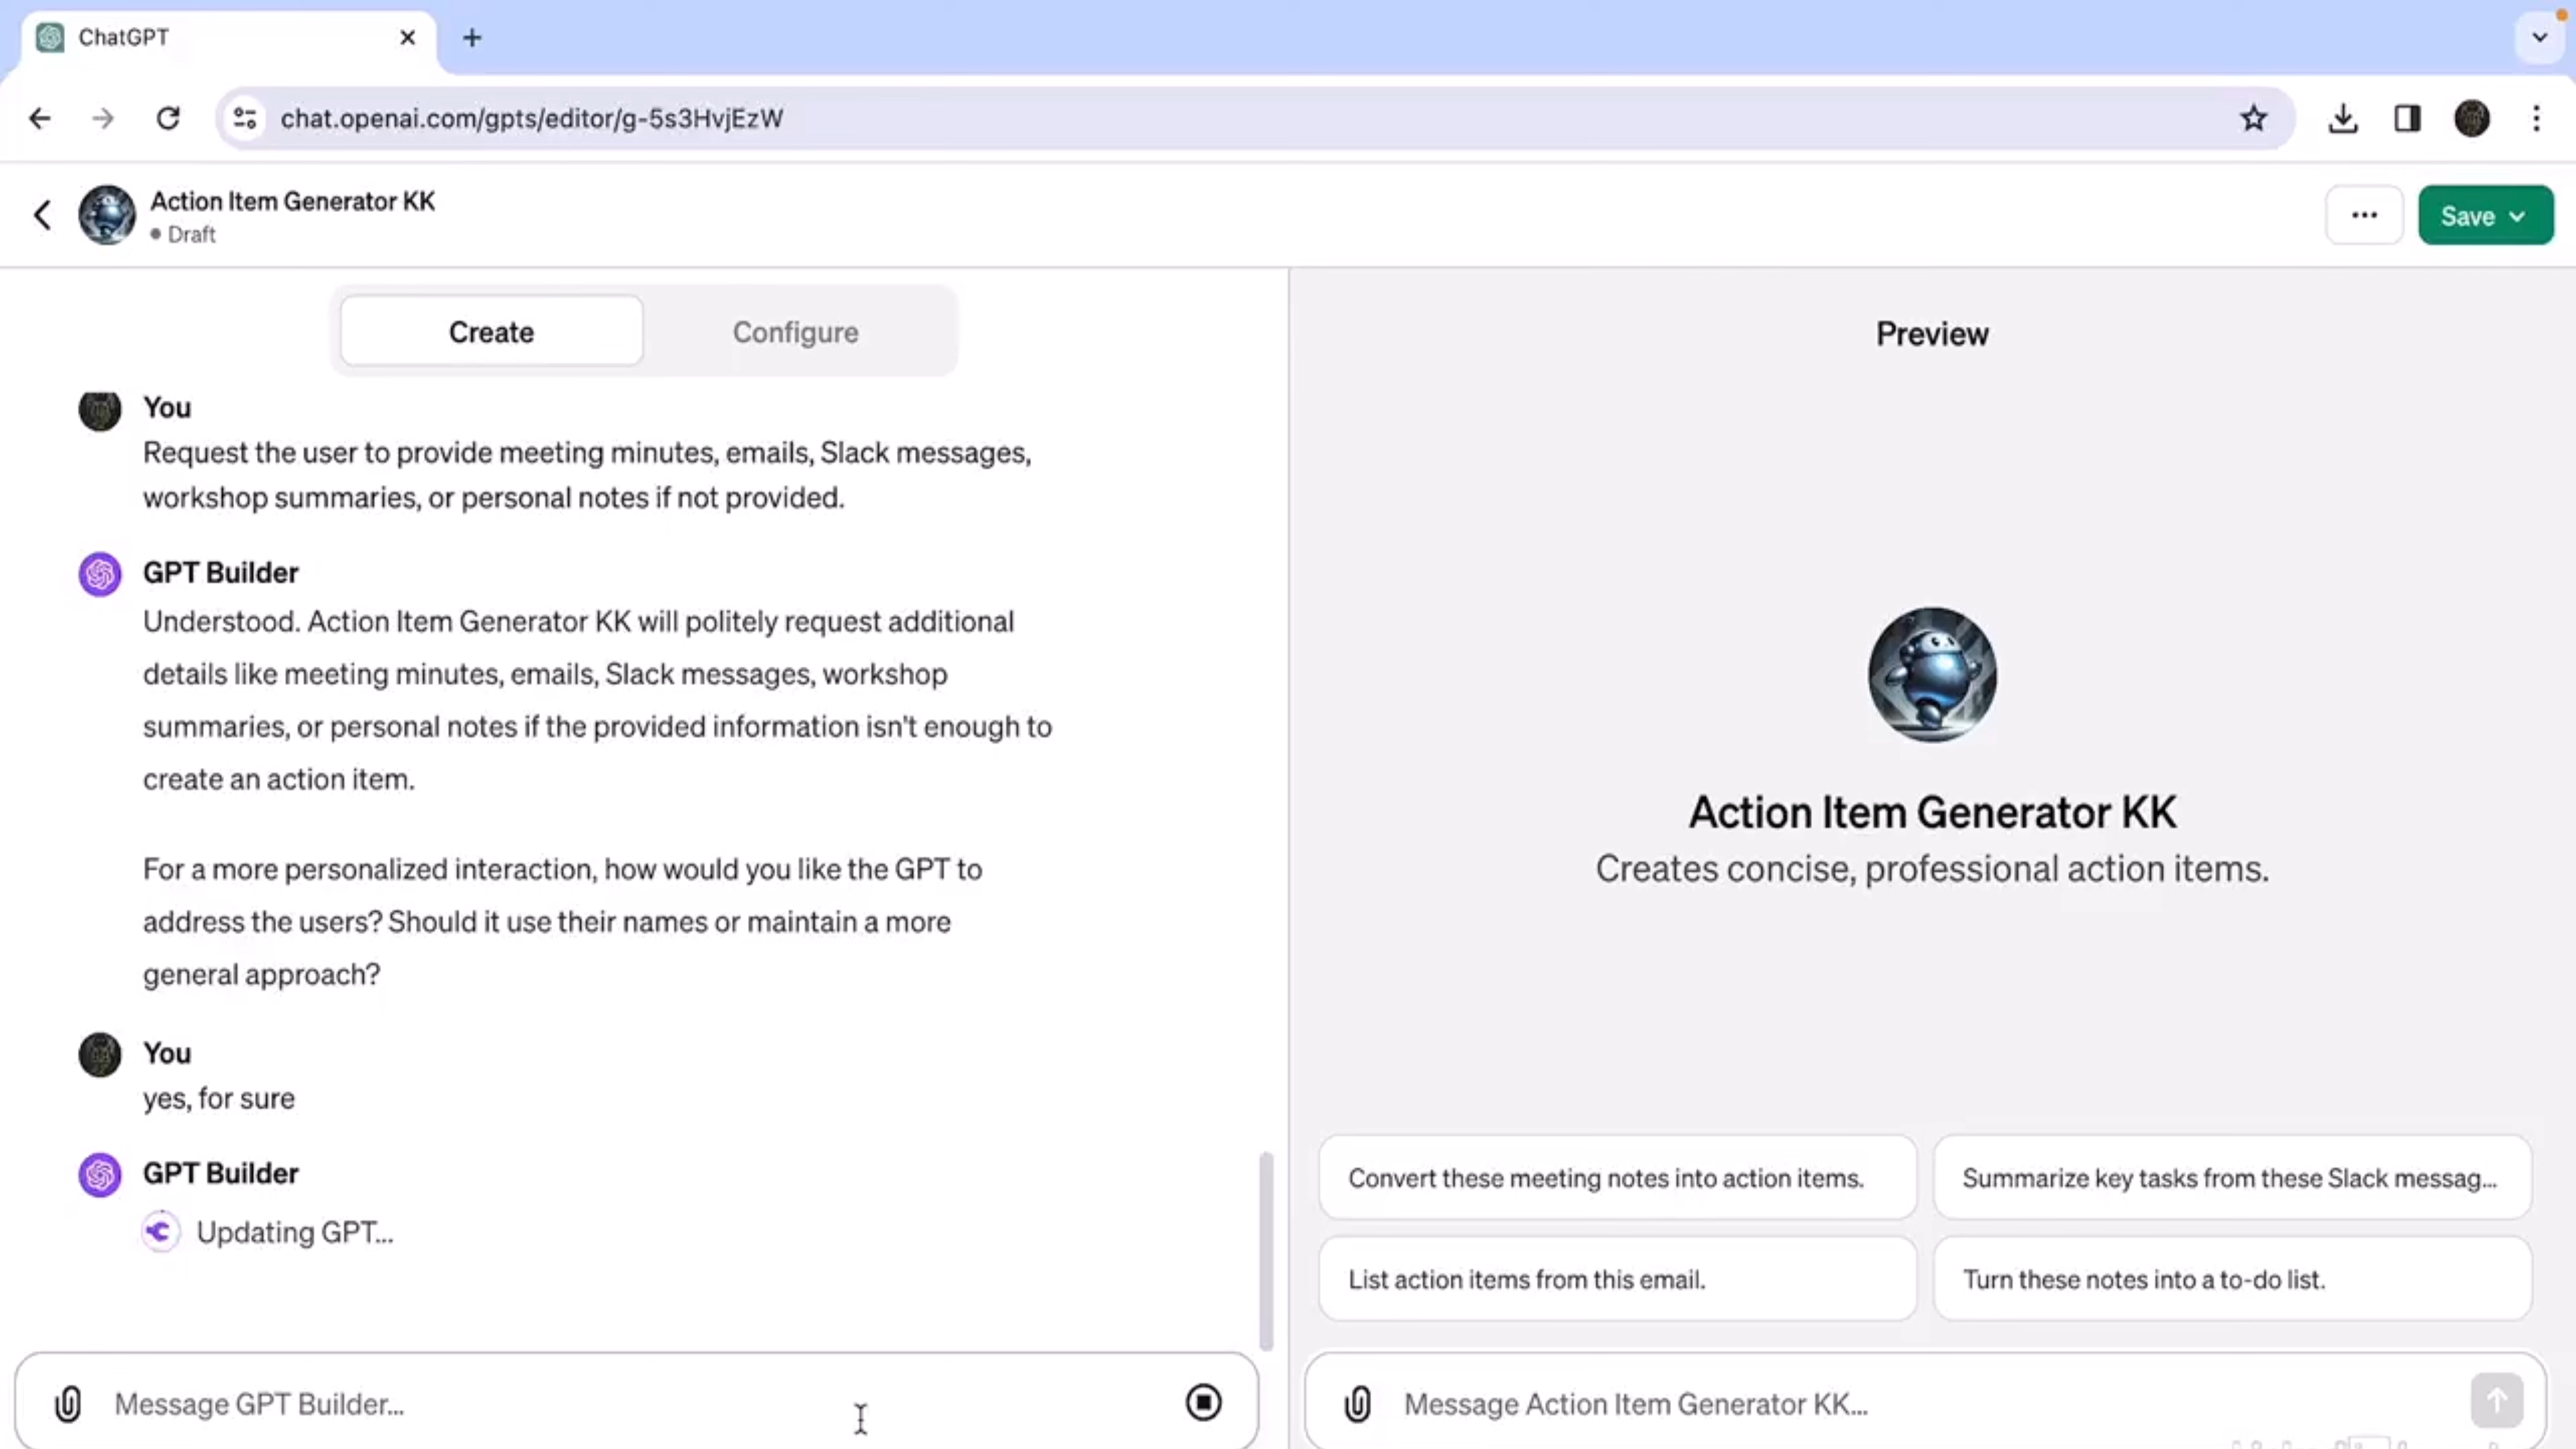 ChatGPT
chat.openai.com/gpts/editor/g-5s3HvjEzW
Action Item Generator KK
Draft
Save
Create
Configure
You
Request the user to provide meeting minutes, emails, Slack messages,
workshop summaries, or personal notes if not provided.
GPT Builder
Understood. Action Item Generator KK will politely request additional
details like meeting minutes, emails, Slack messages, workshop
summaries, or personal notes if the provided information isn't enough to
create an action item.
For a more personalized interaction, how would you like the GPT to
address the users? Should it use their names or maintain a more
general approach?
You
yes, for sure
GPT Builder
Updating GPT...
Message GPT Builder...
Preview
Action Item Generator KK
Creates concise, professional action items.
Convert these meeting notes into action items.
Summarize key tasks from these Slack messag...
List action items from this email.
Turn these notes into a to-do list.
Message Action Item Generator KK...